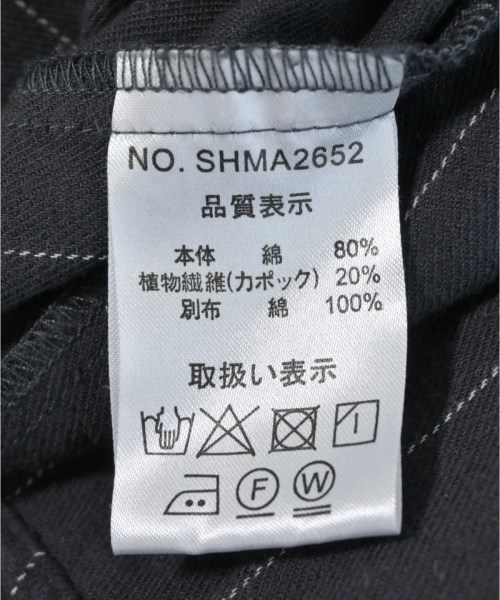 NO. SHMA2652
品質表示
本体 綿 80%
植物繊維(カポック) 20%
別布 綿 100%
取扱い表示
F W